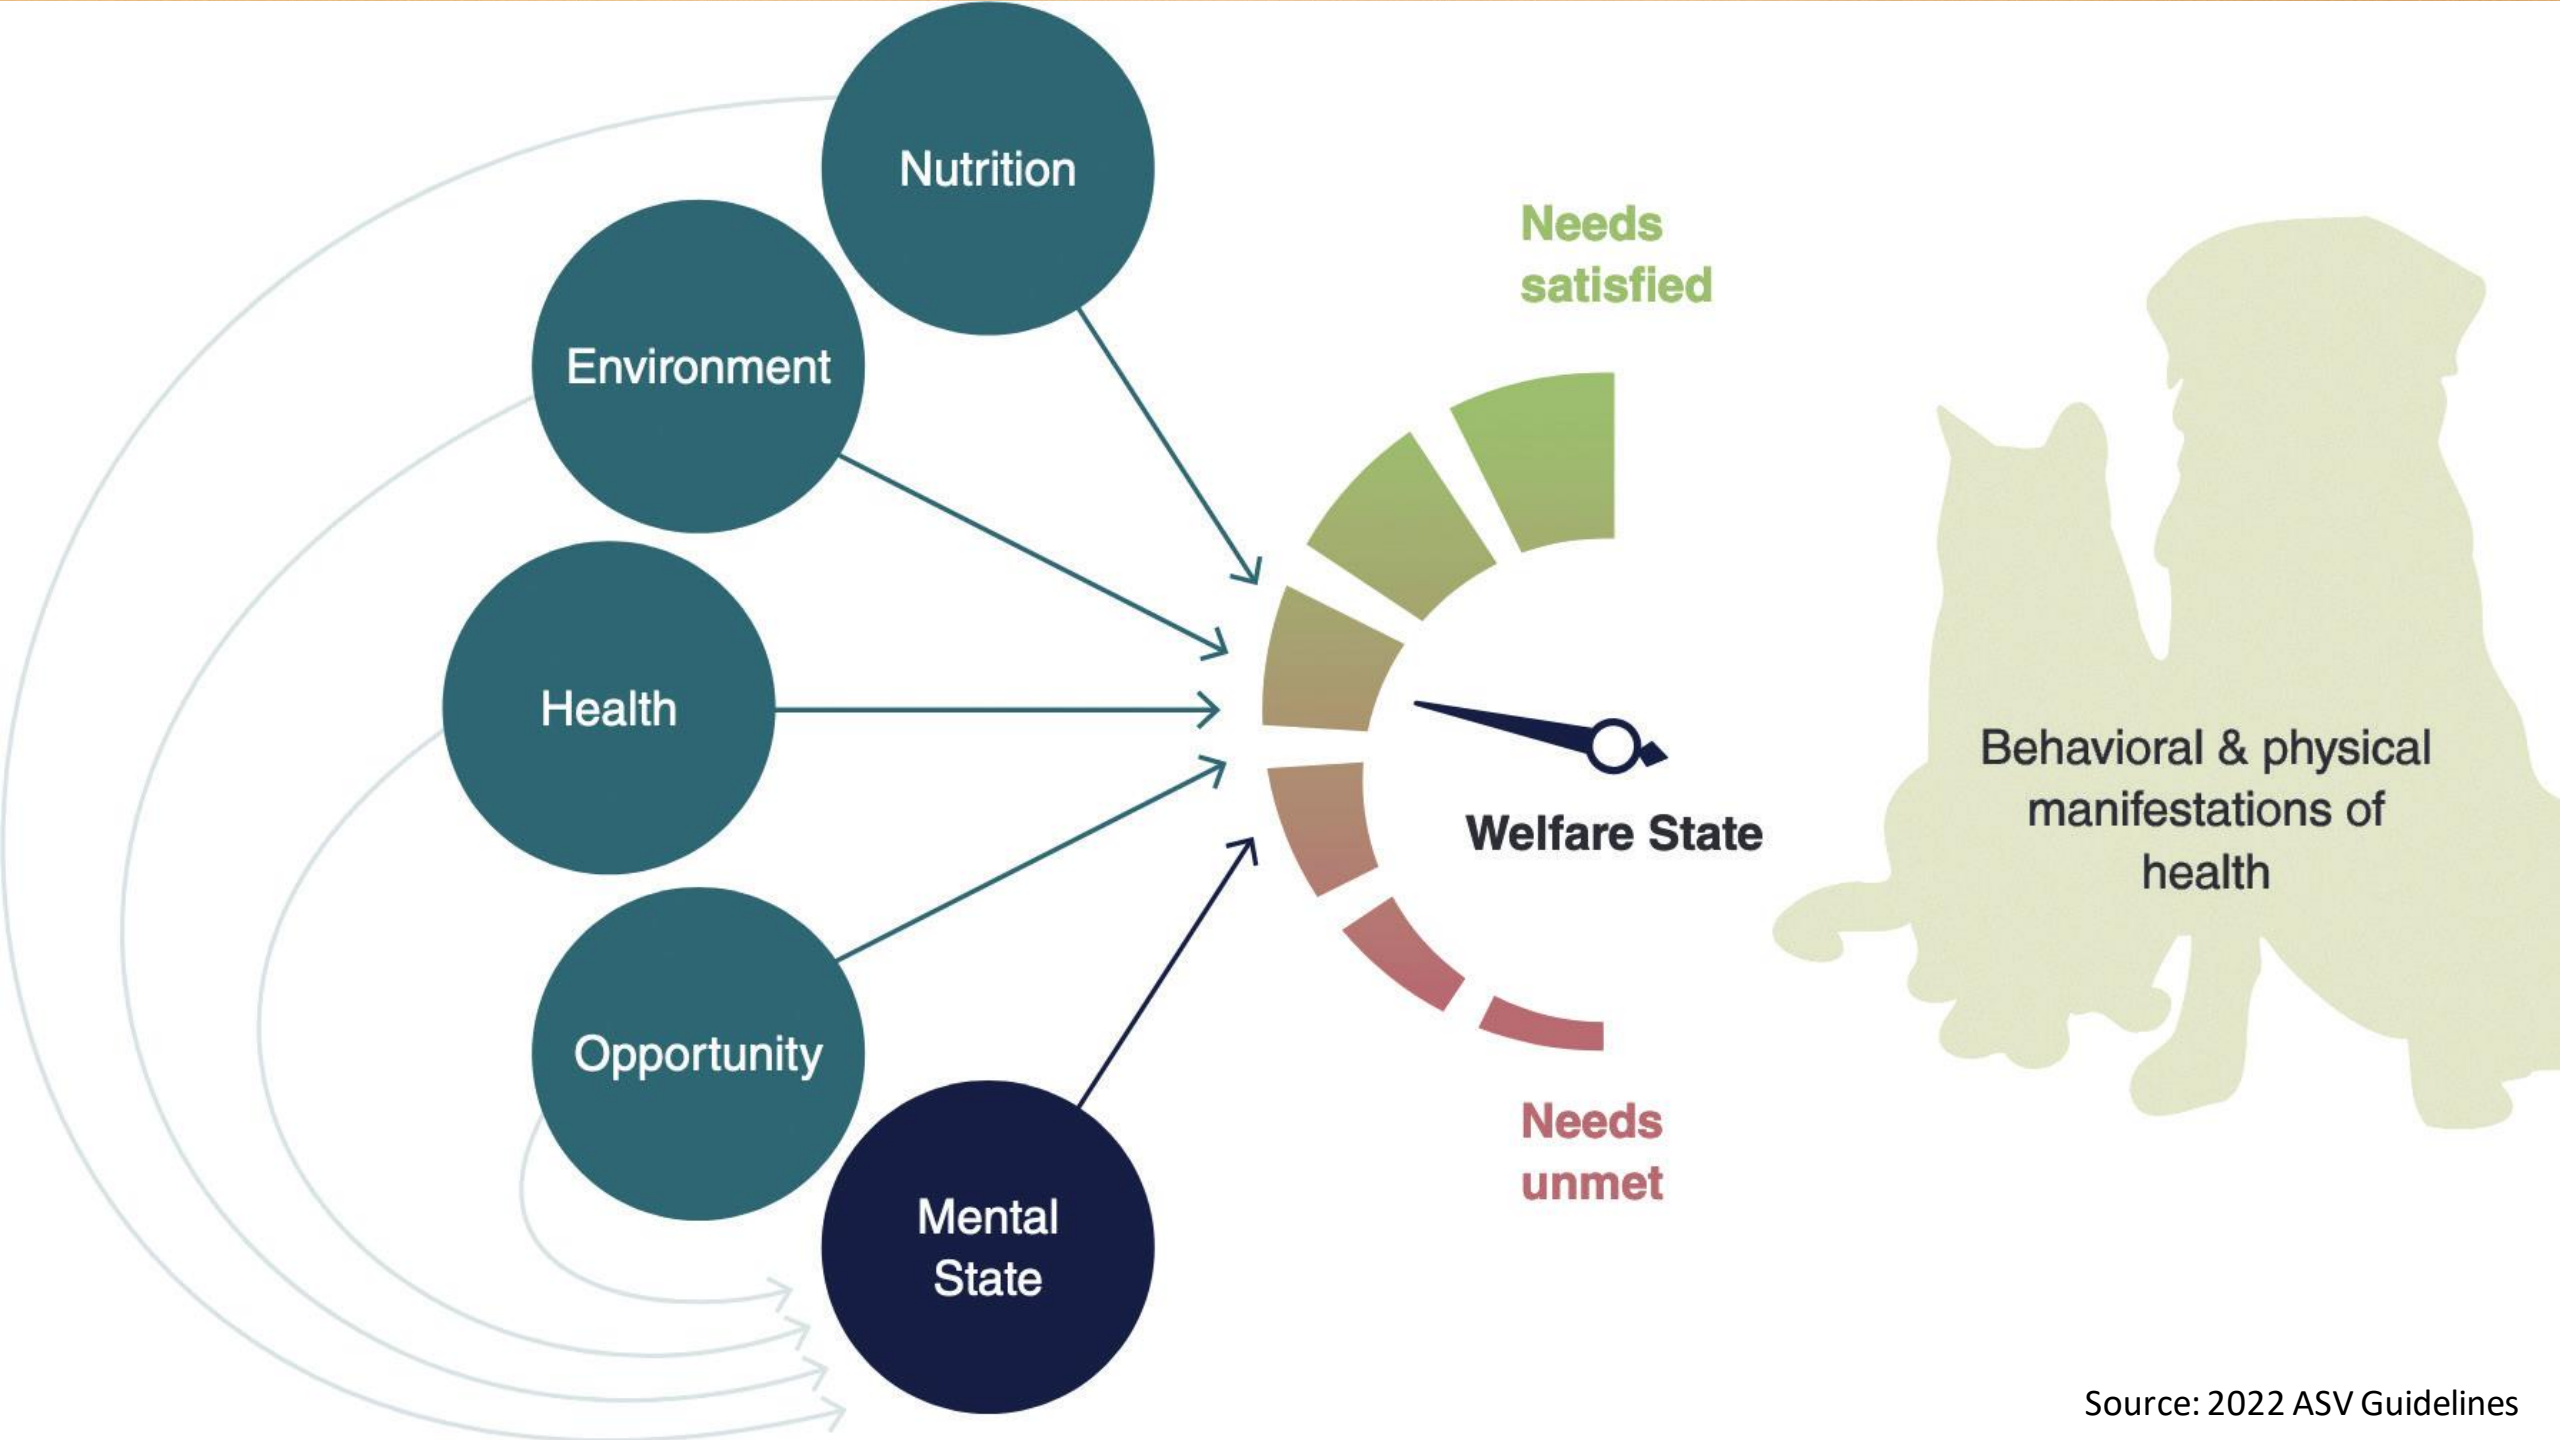 Nutrition
Environment
Health
Opportunity
Mental
State
Needs
satisfied
Welfare State
Needs
unmet
Behavioral & physical
manifestations of
health
Source: 2022 ASV Guidelines